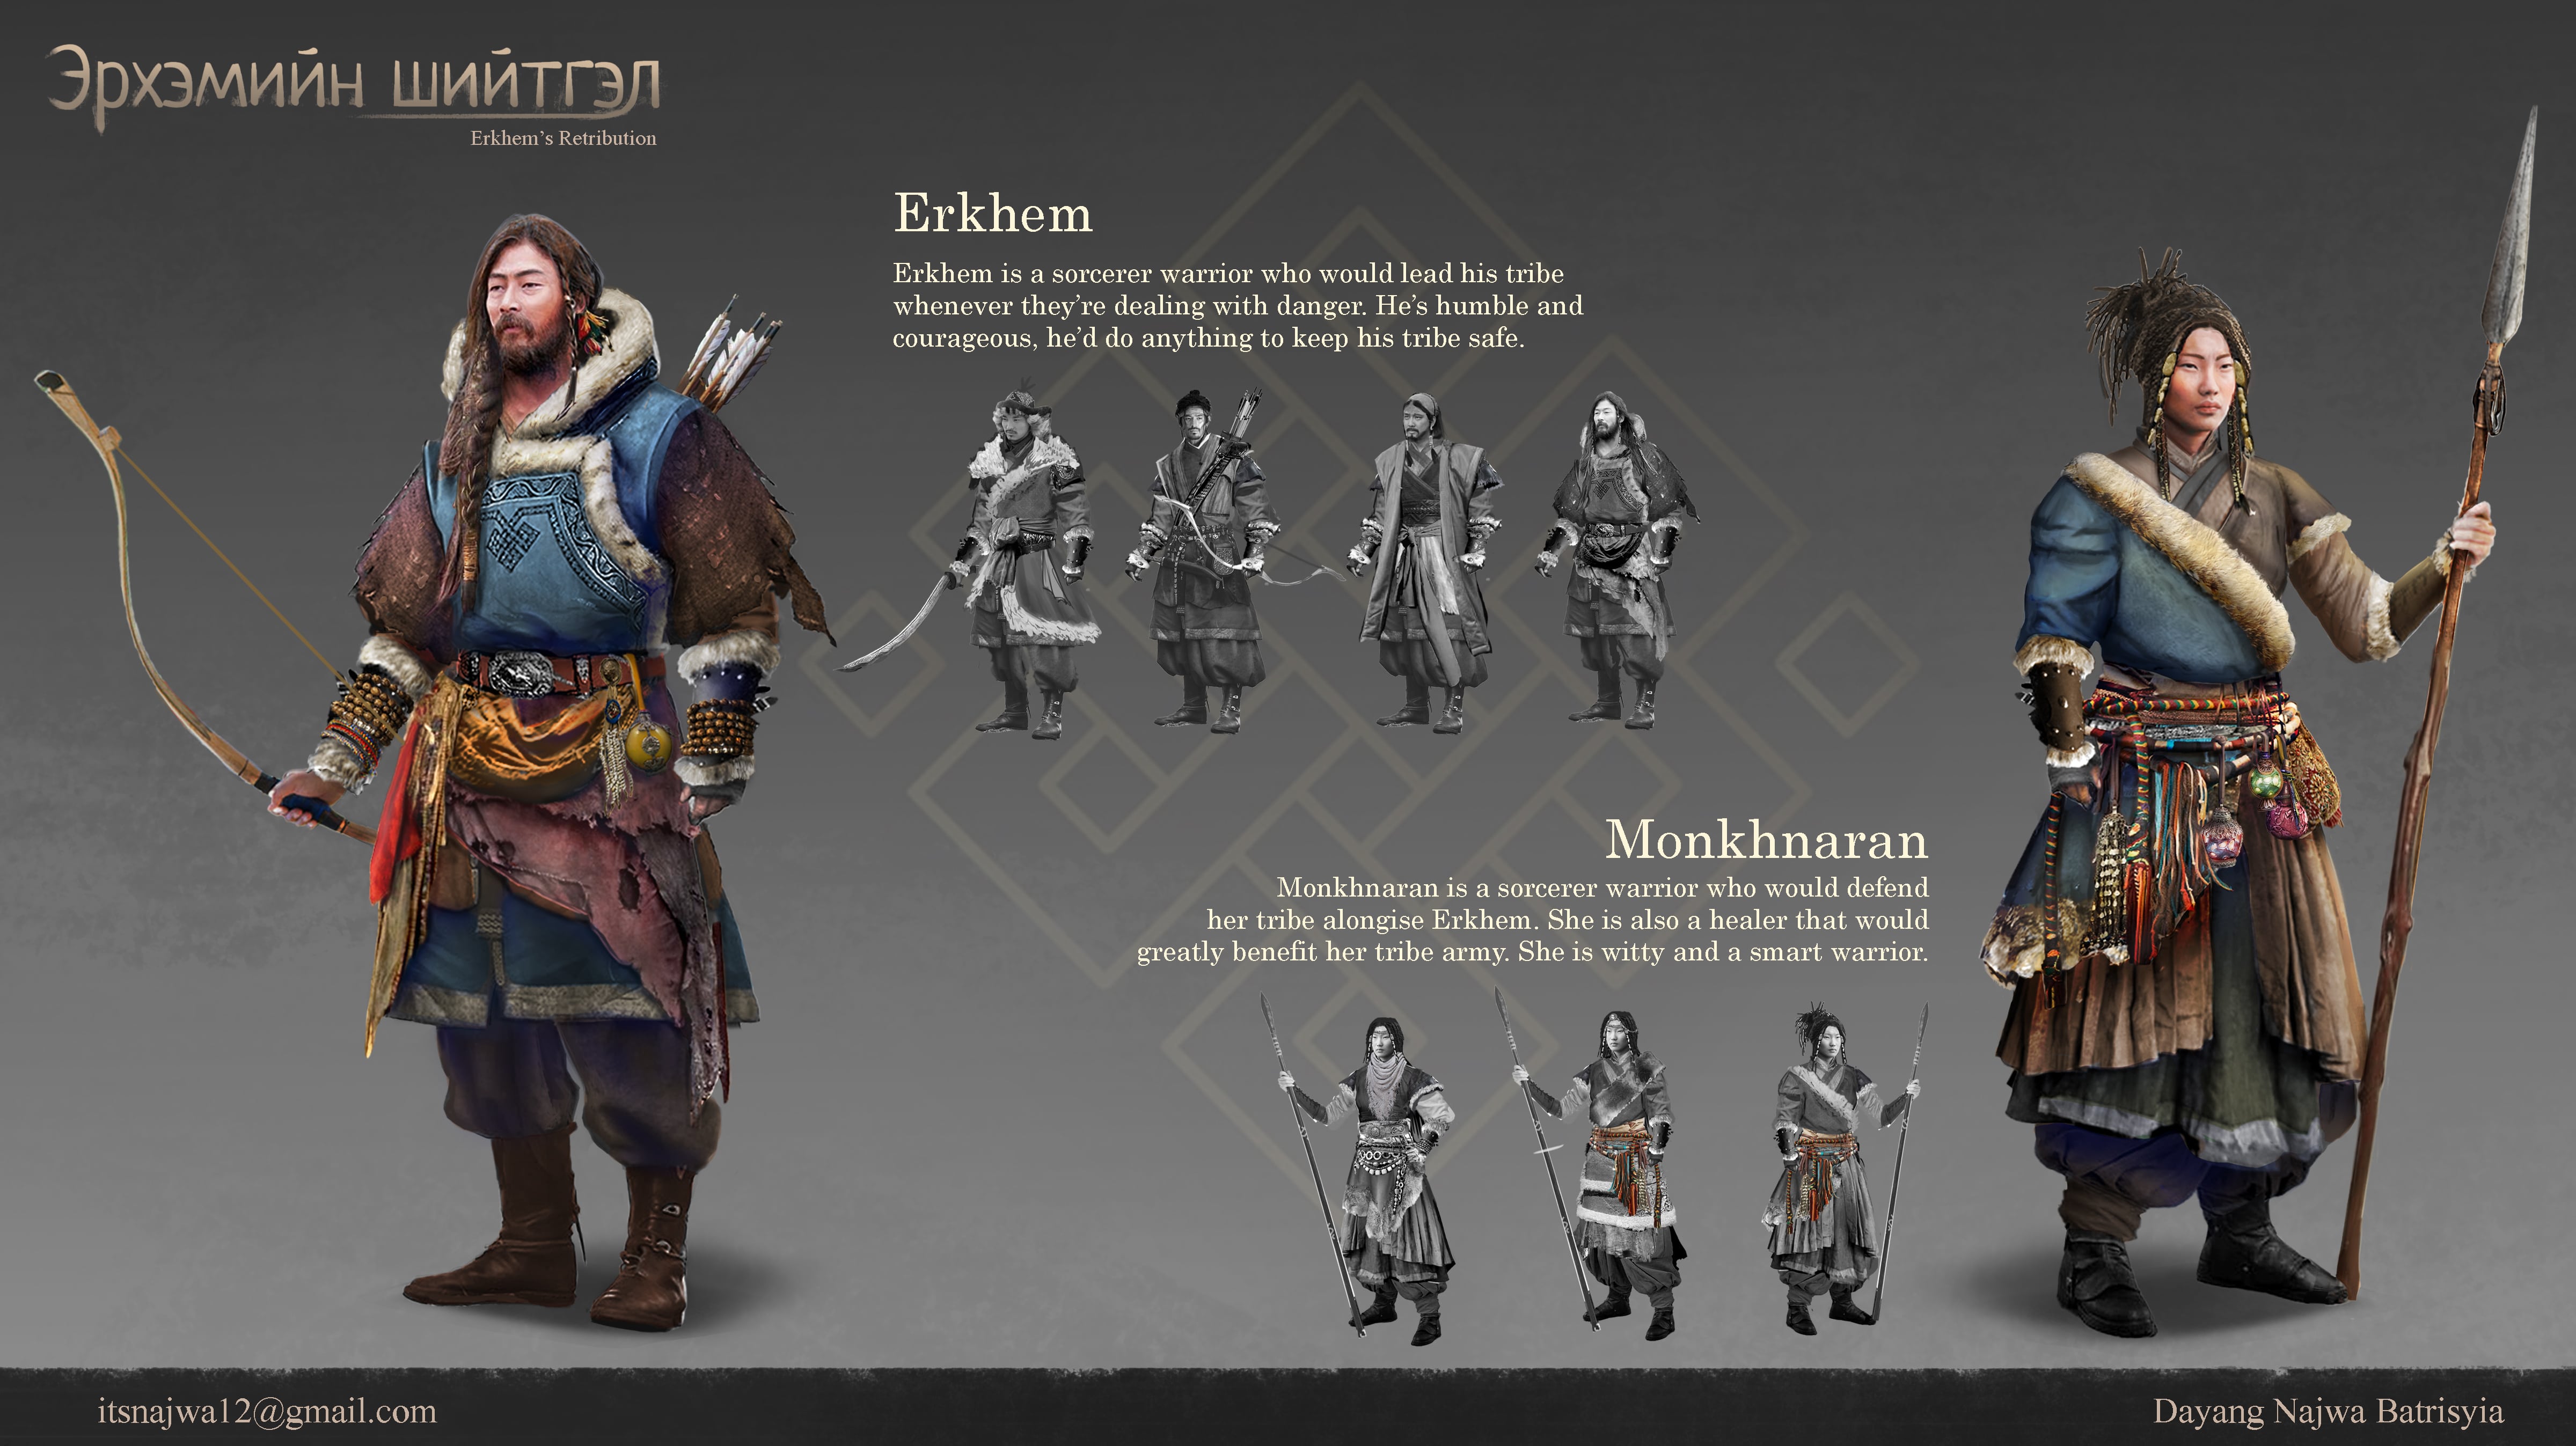 Эрхэмийн шийтгэл
Erkhem's Retribution
Erkhem
Erkhem is a sorcerer warrior who would lead his tribe
whenever they're dealing with danger. He's humble and
courageous, he'd do anything to keep his tribe safe.
Monkhnaran
Monkhnaran is a sorcerer warrior who would defend
her tribe alongise Erkhem. She is also a healer that would
greatly benefit her tribe army. She is witty and a smart warrior.
itsnajwa12@gmail.com
Dayang Najwa Batrisyia